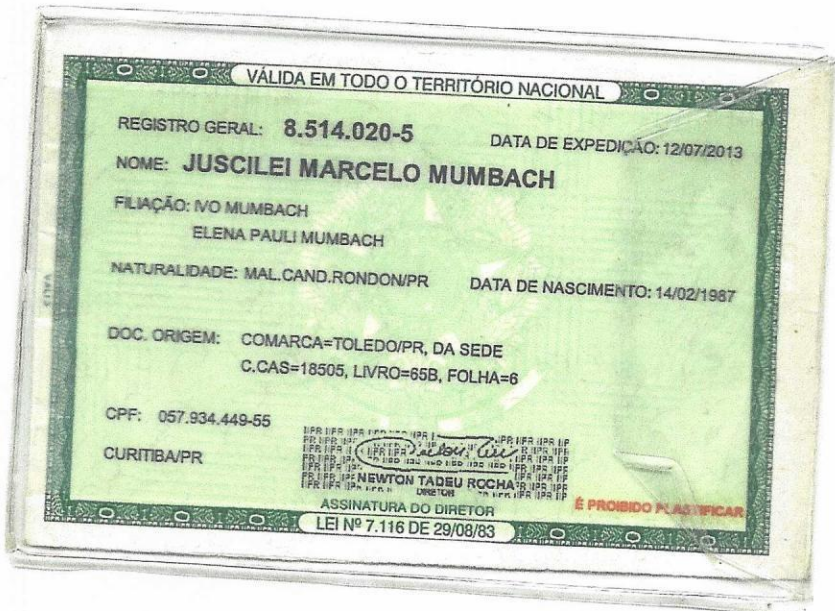 VÁLIDA EM TODO O TERRITÓRIO NACIONAL
REGISTRO GERAL: 8.514.020-5 DATA DE EXPEDIÇÃO: 12/07/2013
NOME: JUSCILEI MARCELO MUMBACH
FILIAÇÃO: IVO MUMBACH
ELENA PAULI MUMBACH
NATURALIDADE: MAL.CAND.RONDON/PR DATA DE NASCIMENTO: 14/02/1987
DOC. ORIGEM: COMARCA=TOLEDO/PR, DA SEDE
C.CAS=18505, LIVRO=65B, FOLHA=6
CPF: 057.934.449-55
CURITIBA/PR
NEWTON TADEU ROCHA
DIRETOR
ASSINATURA DO DIRETOR
É PROIBIDO PLASTIFICAR
LEI Nº 7.116 DE 29/08/83